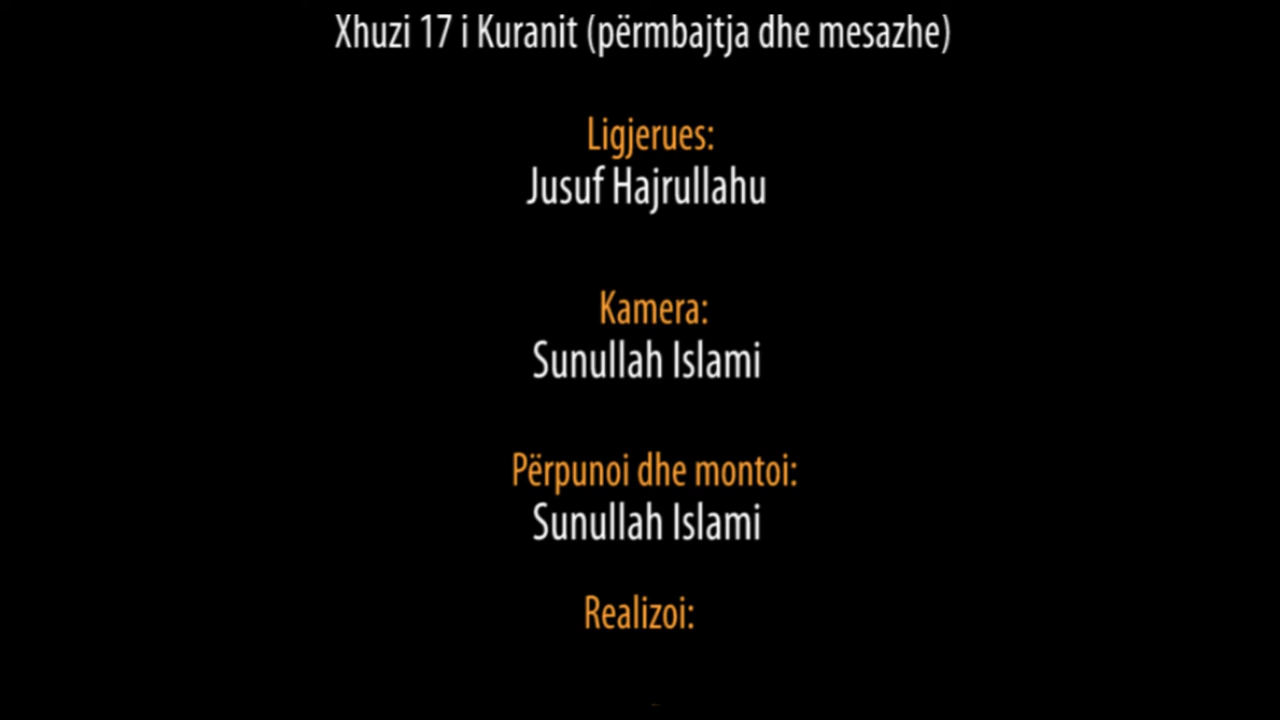 Xhuzi 17 i Kuranit (përmbajtja dhe mesazhe)
Ligjerues:
Jusuf Hajrullahu
Kamera:
Sunullah Islami
Përpunoi dhe montoi:
Sunullah Islami
Realizoi: